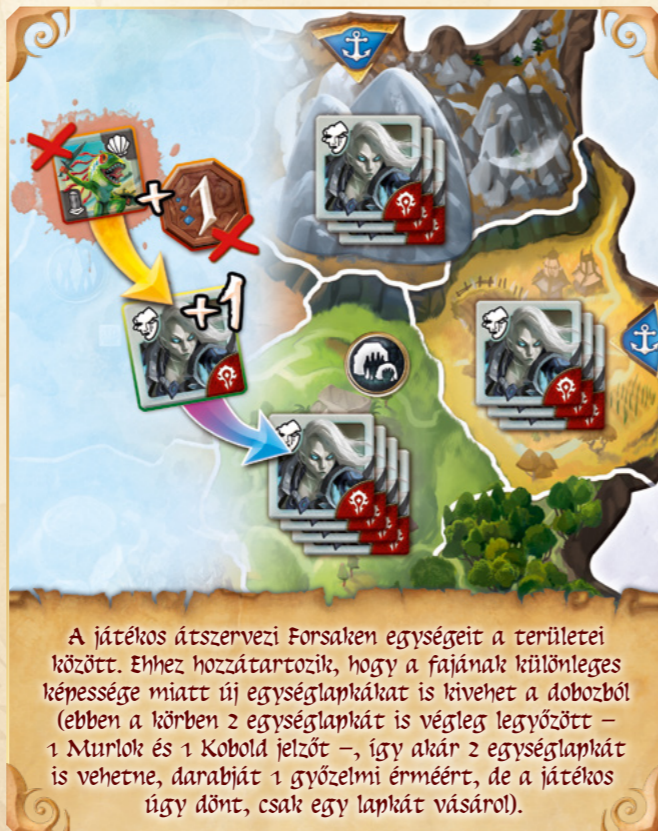 + 1
+1
A játékos átszervezi Forsaken egységeit a területei
között. Ehhez hozzátartozik, hogy a fajának különleges
képessége miatt új egységlapkákat is kivehet a dobozból
(ebben a körben 2 egységlapkát is végleg legyőzött –
1 Murlok és 1 Kobold jelzőt –, így akár 2 egységlapkát
is vehetne, darabját 1 győzelmi érméért, de a játékos
úgy dönt, csak egy lapkát vásárol).